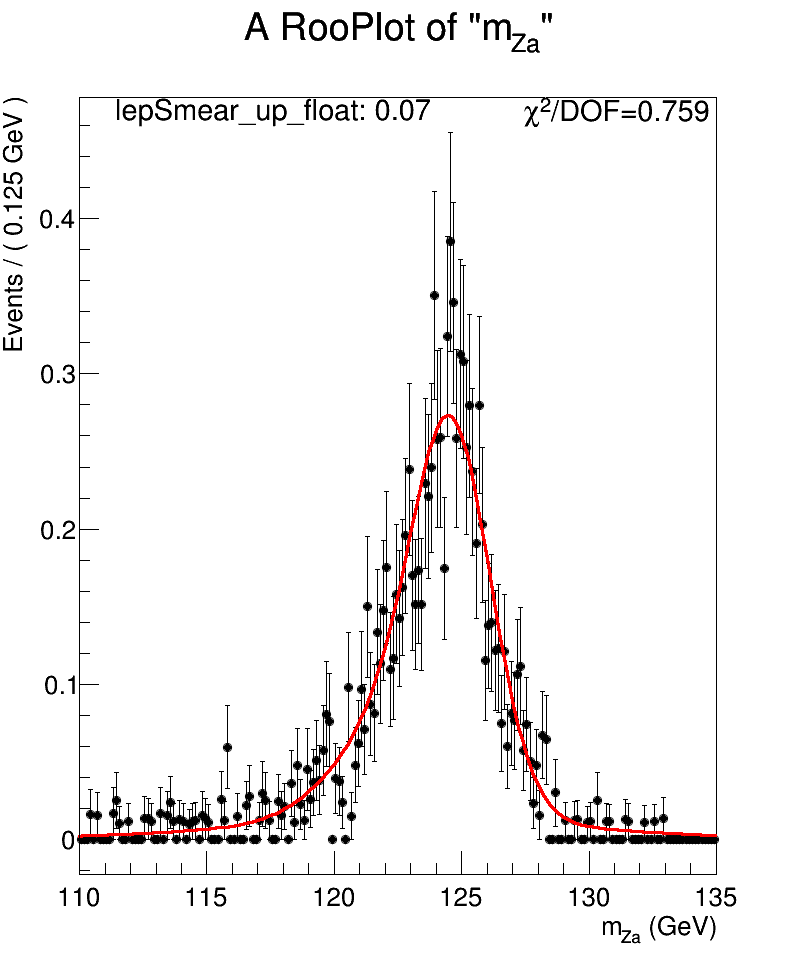 A RooPlot of "m_Za"
lepSmear_up_float: 0.07
χ²/DOF=0.759
Events / ( 0.125 GeV )
0.4
0.3
0.2
0.1
0
110 115 120 125 130 135
m_Za (GeV)